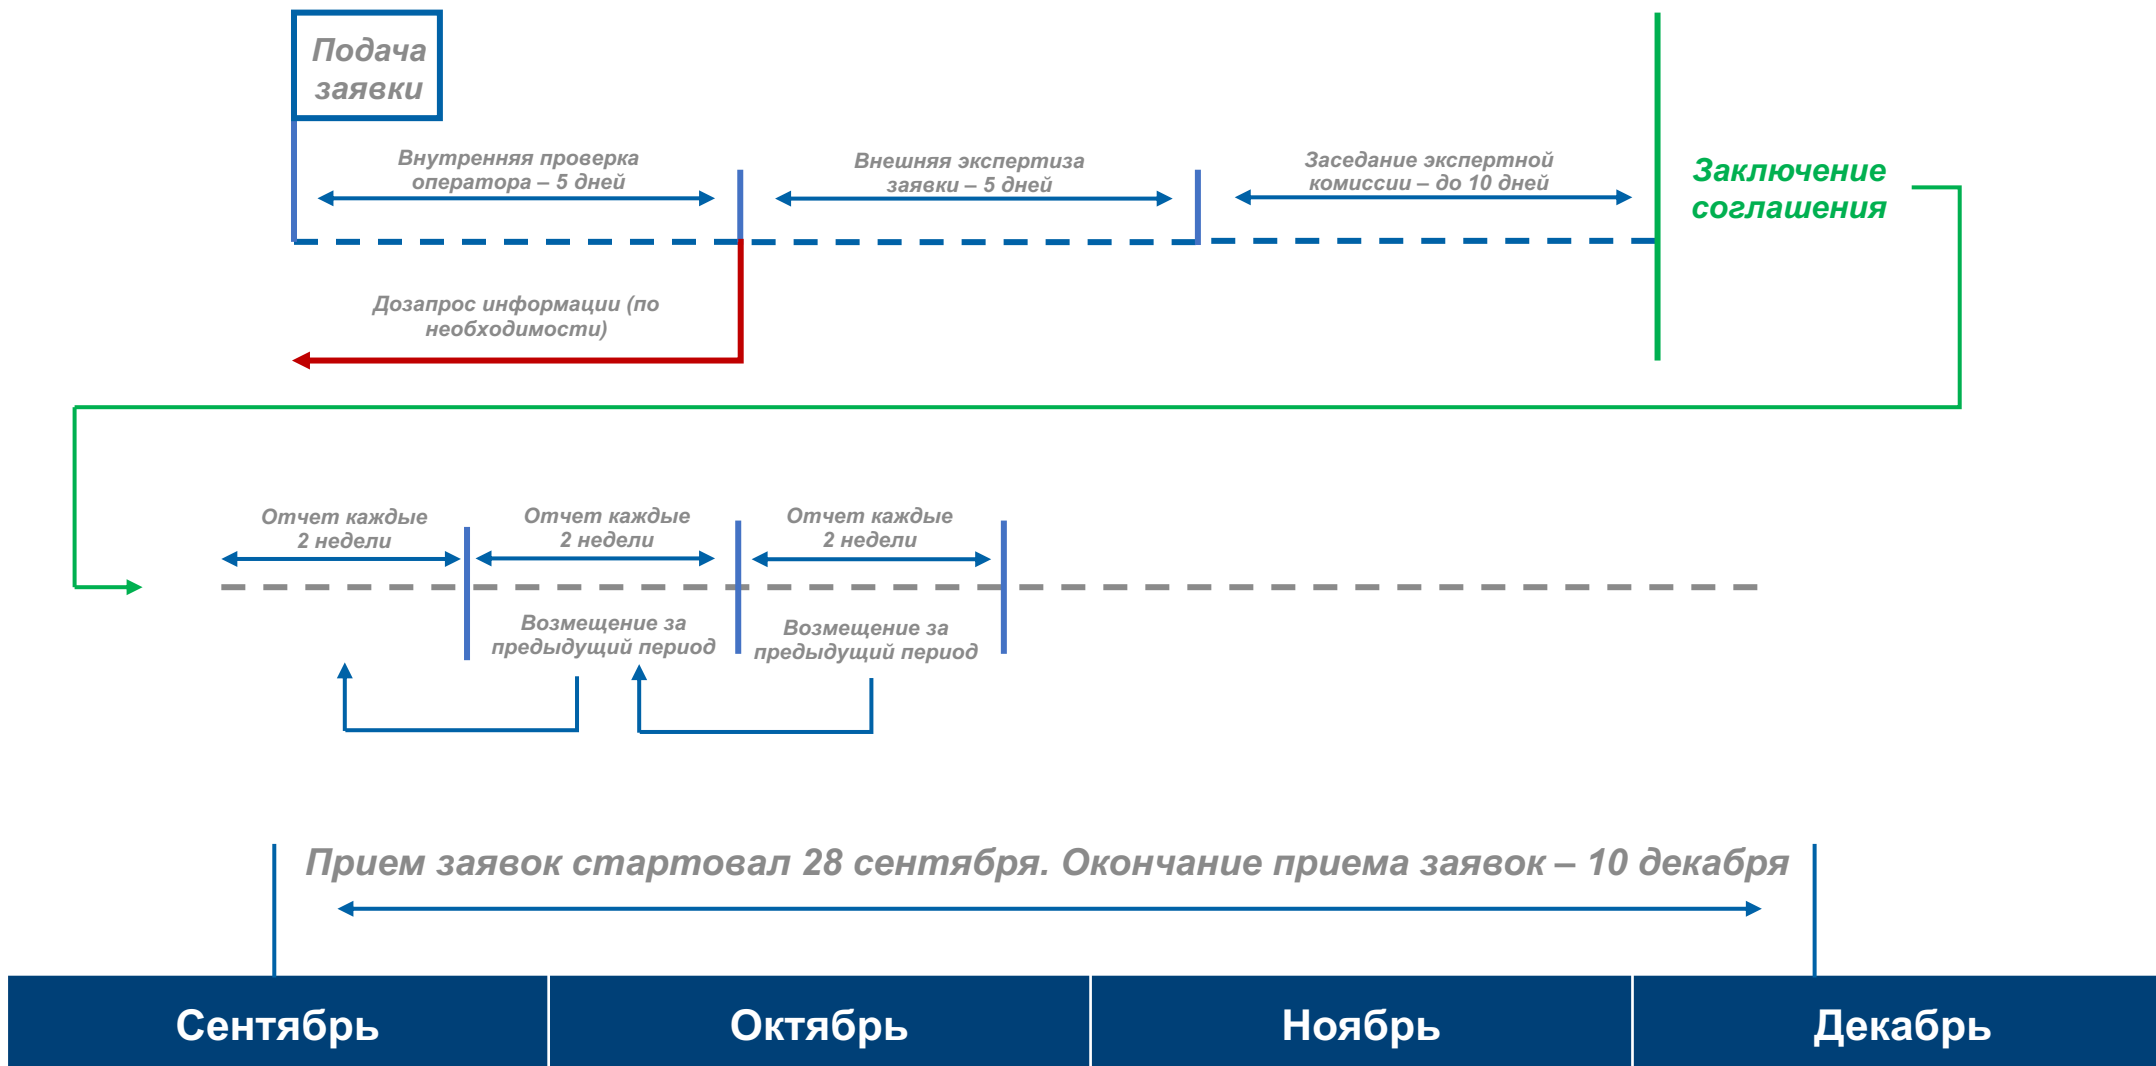 Подача
заявки
Внутренняя проверка
оператора – 5 дней
Внешняя экспертиза
заявки – 5 дней
Заседание экспертной
комиссии – до 10 дней
Заключение
соглашения
Дозапрос информации (по
необходимости)
Отчет каждые
2 недели
Отчет каждые
2 недели
Отчет каждые
2 недели
Возмещение за
предыдущий период
Возмещение за
предыдущий период
Прием заявок стартовал 28 сентября. Окончание приема заявок – 10 декабря
Сентябрь
Октябрь
Ноябрь
Декабрь